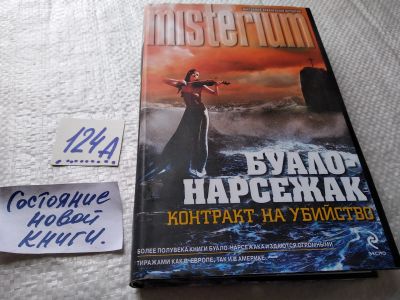 misterium
124А
БУАЛО-
НАРСЕЖАК
КОНТРАКТ НА УБИЙСТВО
БОЛЕЕ ПОЛУВЕКА КНИГИ БУАЛО-НАРСЕЖАКА ИЗДАЮТСЯ ОГРОМНЫМИ
ТИРАЖАМИ КАК В ЕВРОПЕ, ТАК И В АМЕРИКЕ.
ЭКСМО
Состояние
новой
книги.